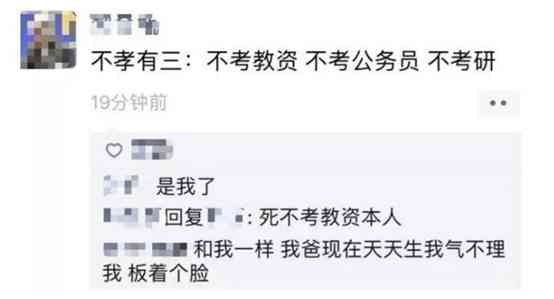 不孝有三：不考教资 不考公务员 不考研
19分钟前
是我了
回复 : 死不考教资本人
和我一样 我爸现在天天生我气不理
我 板着个脸